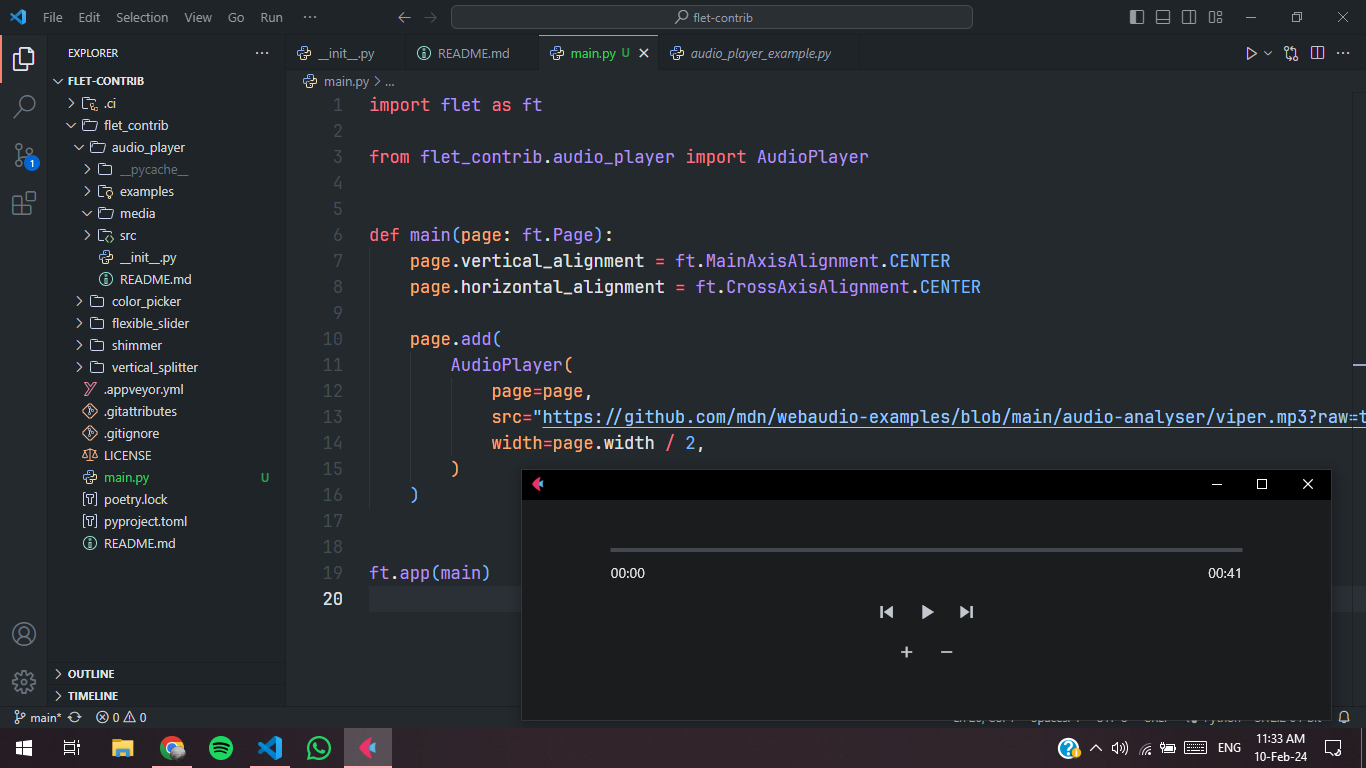 File Edit Selection View Go Run ···
flet-contrib
EXPLORER
FLET-CONTRIB
.ci
flet_contrib
audio_player
__pycache__
examples
media
src
__init__.py
README.md
color_picker
flexible_slider
shimmer
vertical_splitter
.appveyor.yml
.gitattributes
.gitignore
LICENSE
main.py U
poetry.lock
pyproject.toml
README.md
OUTLINE
TIMELINE
1
__init__.py README.md main.py U audio_player_example.py
main.py > ...
1 import flet as ft
2
3 from flet_contrib.audio_player import AudioPlayer
4
5
6 def main(page: ft.Page):
7 page.vertical_alignment = ft.MainAxisAlignment.CENTER
8 page.horizontal_alignment = ft.CrossAxisAlignment.CENTER
9
10 page.add(
11 AudioPlayer(
12 page=page,
13 src="https://github.com/mdn/webaudio-examples/blob/main/audio-analyser/viper.mp3?raw=t
14 width=page.width / 2,
15 )
16 )
17
18
19 ft.app(main)
20
00:00 00:41
main* 0 0
ENG
11:33 AM
10-Feb-24